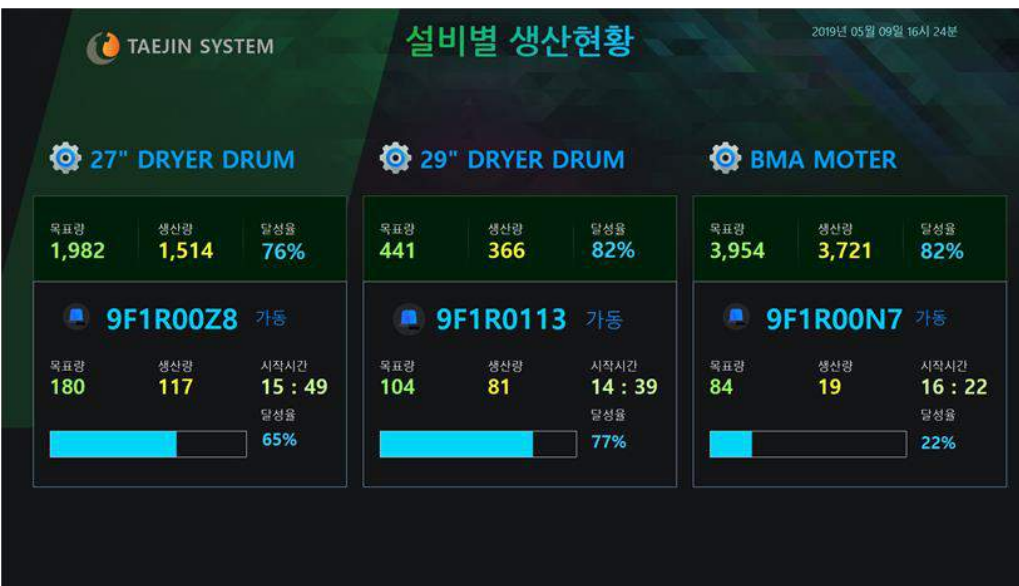 TAEJIN SYSTEM
설비별 생산현황
2019년 05월 09일 16시 24분
27" DRYER DRUM
목표량 생산량 달성율
1,982 1,514 76%
9F1R00Z8 가동
목표량 생산량 시작시간
180 117 15 : 49
달성율
65%
29" DRYER DRUM
목표량 생산량 달성율
441 366 82%
9F1R0113 가동
목표량 생산량 시작시간
104 81 14 : 39
달성율
77%
BMA MOTER
목표량 생산량 달성율
3,954 3,721 82%
9F1R00N7 가동
목표량 생산량 시작시간
84 19 16 : 22
달성율
22%